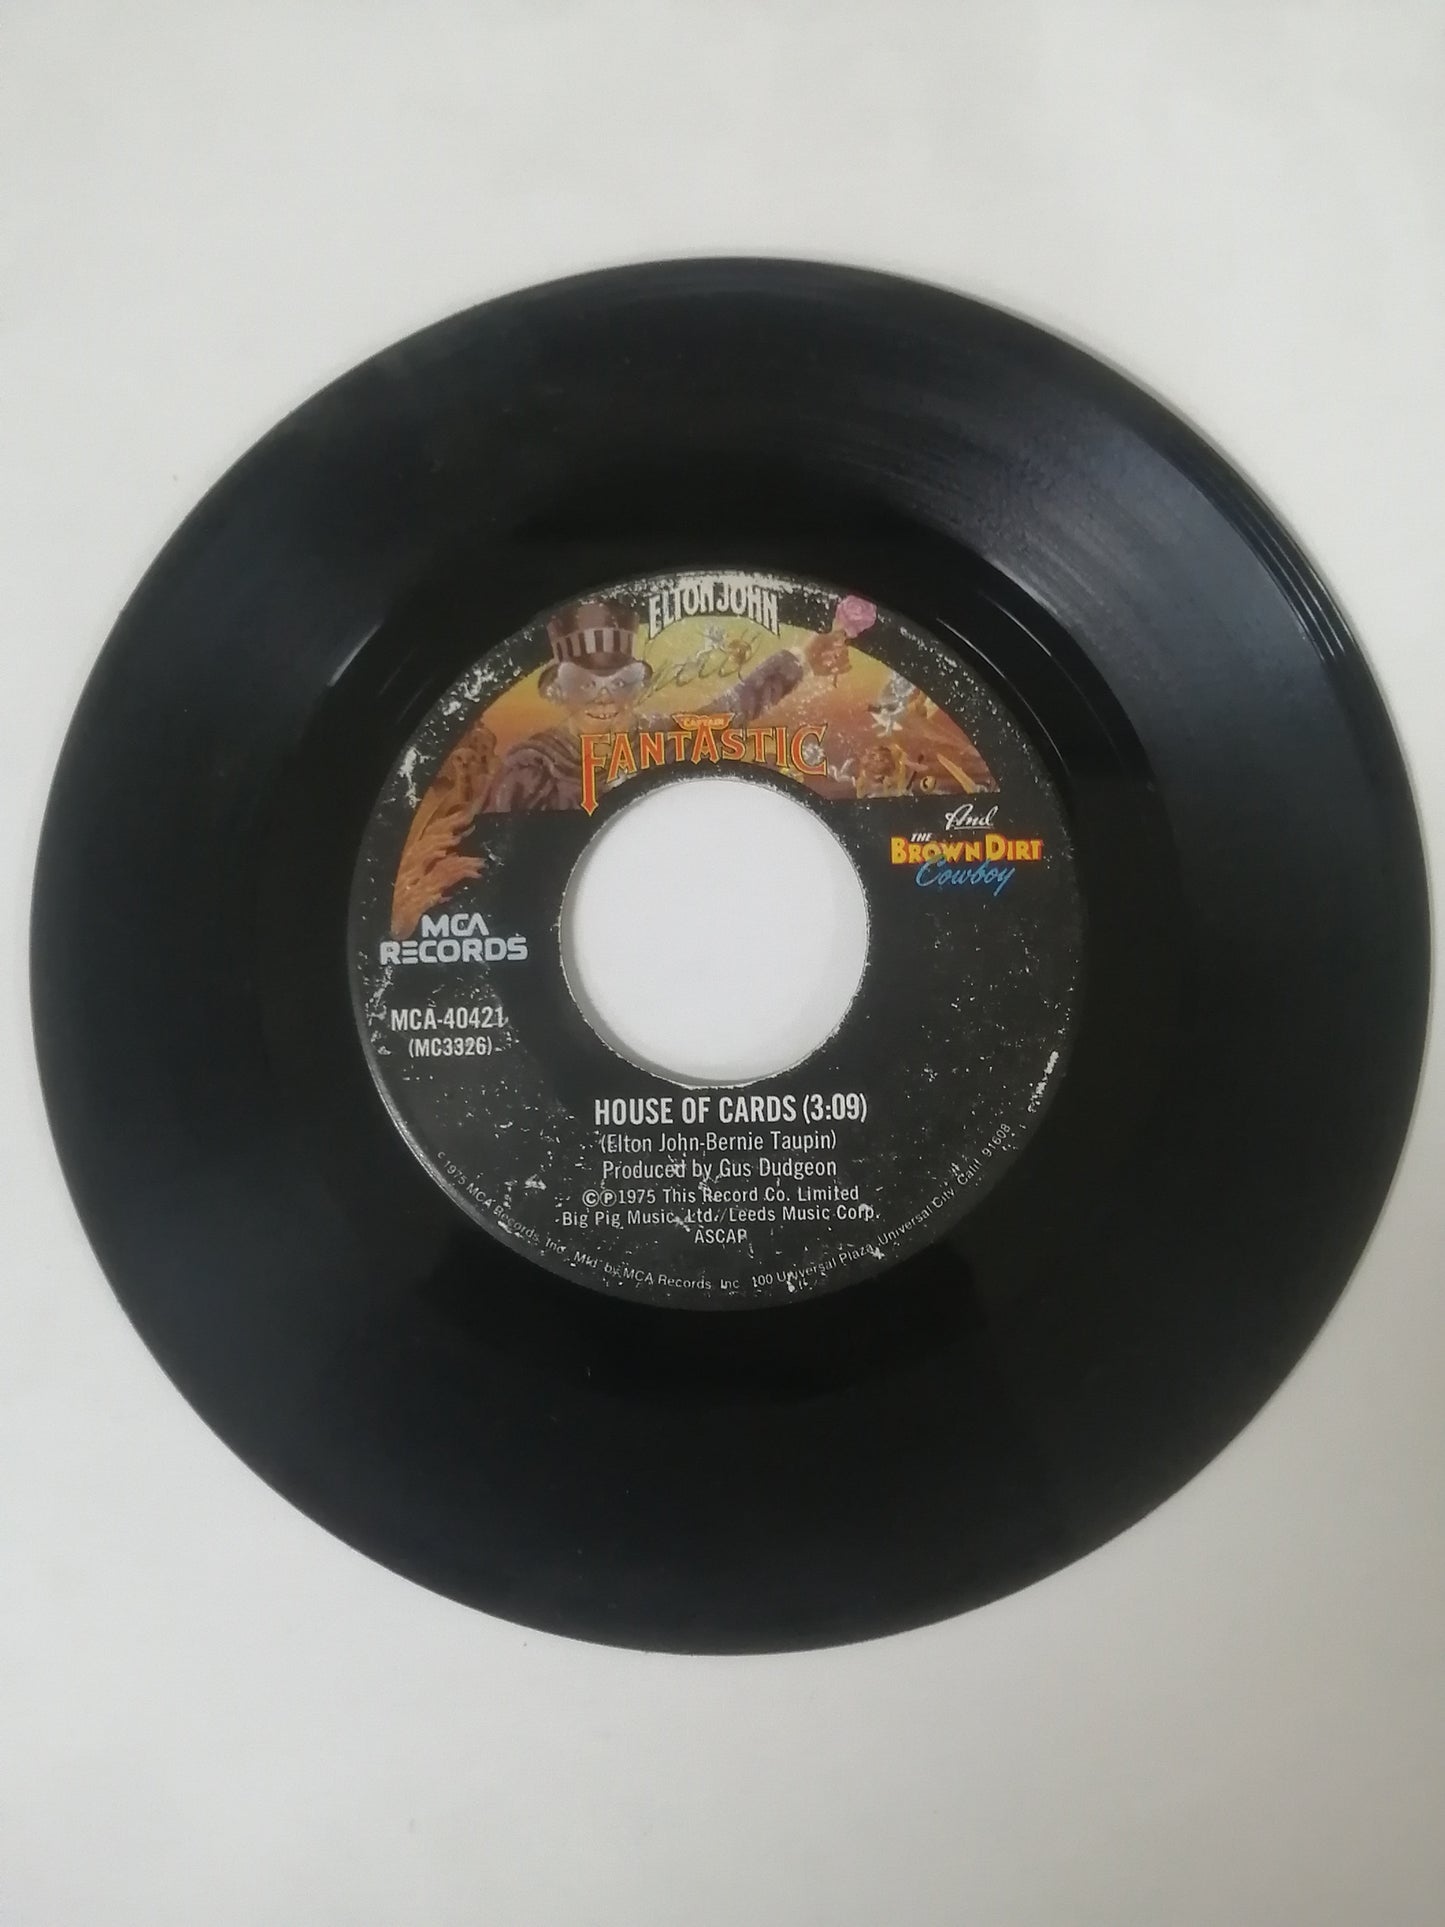 ELTON JOHN
CAPTAIN
FANTASTIC
And
THE
BROWN DIRT
Cowboy
MCA
RECORDS
MCA-40421
(MC3326)
HOUSE OF CARDS (3:09)
(Elton John-Bernie Taupin)
Produced by Gus Dudgeon
©℗1975 This Record Co. Limited
Big Pig Music, Ltd./Leeds Music Corp.
ASCAP
c 1975 MCA Records, Inc. Mfd by MCA Records, Inc 100 Universal Plaza, Universal City, Calif. 91608